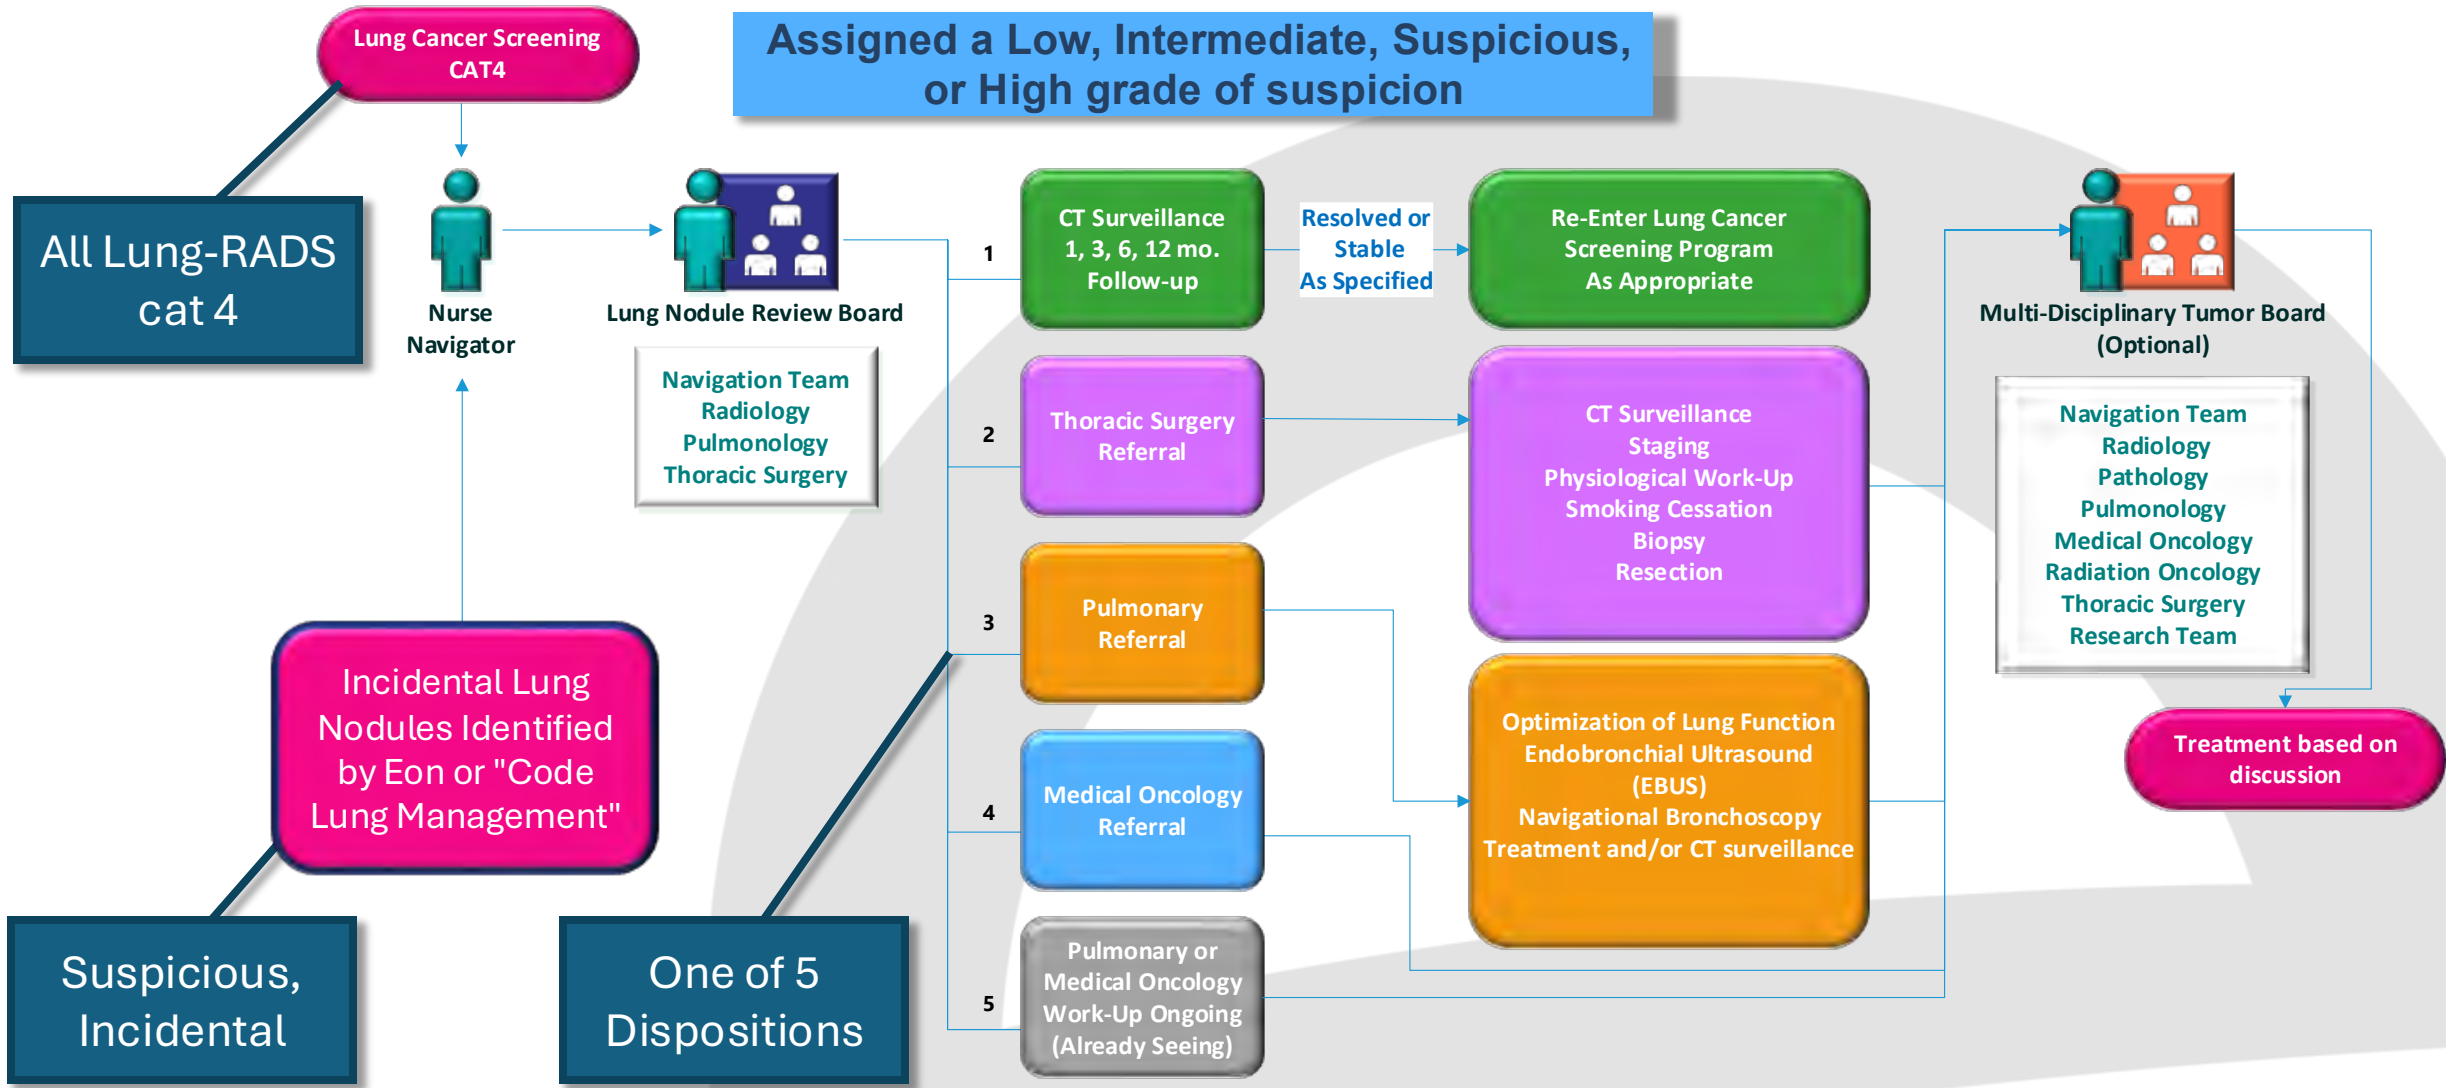 Lung Cancer Screening
CAT4
Assigned a Low, Intermediate, Suspicious,
or High grade of suspicion
All Lung-RADS
cat 4
Nurse
Navigator
Lung Nodule Review Board
Navigation Team
Radiology
Pulmonology
Thoracic Surgery
Incidental Lung
Nodules Identified
by Eon or "Code
Lung Management"
Suspicious,
Incidental
One of 5
Dispositions
1
CT Surveillance
1, 3, 6, 12 mo.
Follow-up
Resolved or
Stable
As Specified
Re-Enter Lung Cancer
Screening Program
As Appropriate
2
Thoracic Surgery
Referral
CT Surveillance
Staging
Physiological Work-Up
Smoking Cessation
Biopsy
Resection
3
Pulmonary
Referral
Optimization of Lung Function
Endobronchial Ultrasound
(EBUS)
Navigational Bronchoscopy
Treatment and/or CT surveillance
4
Medical Oncology
Referral
5
Pulmonary or
Medical Oncology
Work-Up Ongoing
(Already Seeing)
Multi-Disciplinary Tumor Board
(Optional)
Navigation Team
Radiology
Pathology
Pulmonology
Medical Oncology
Radiation Oncology
Thoracic Surgery
Research Team
Treatment based on
discussion